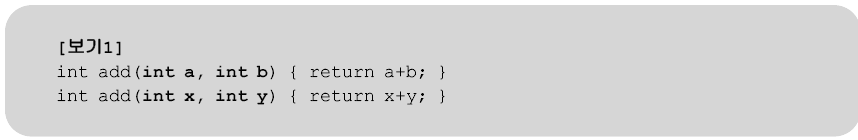 [보기1]
int add(int a, int b) { return a+b; }
int add(int x, int y) { return x+y; }